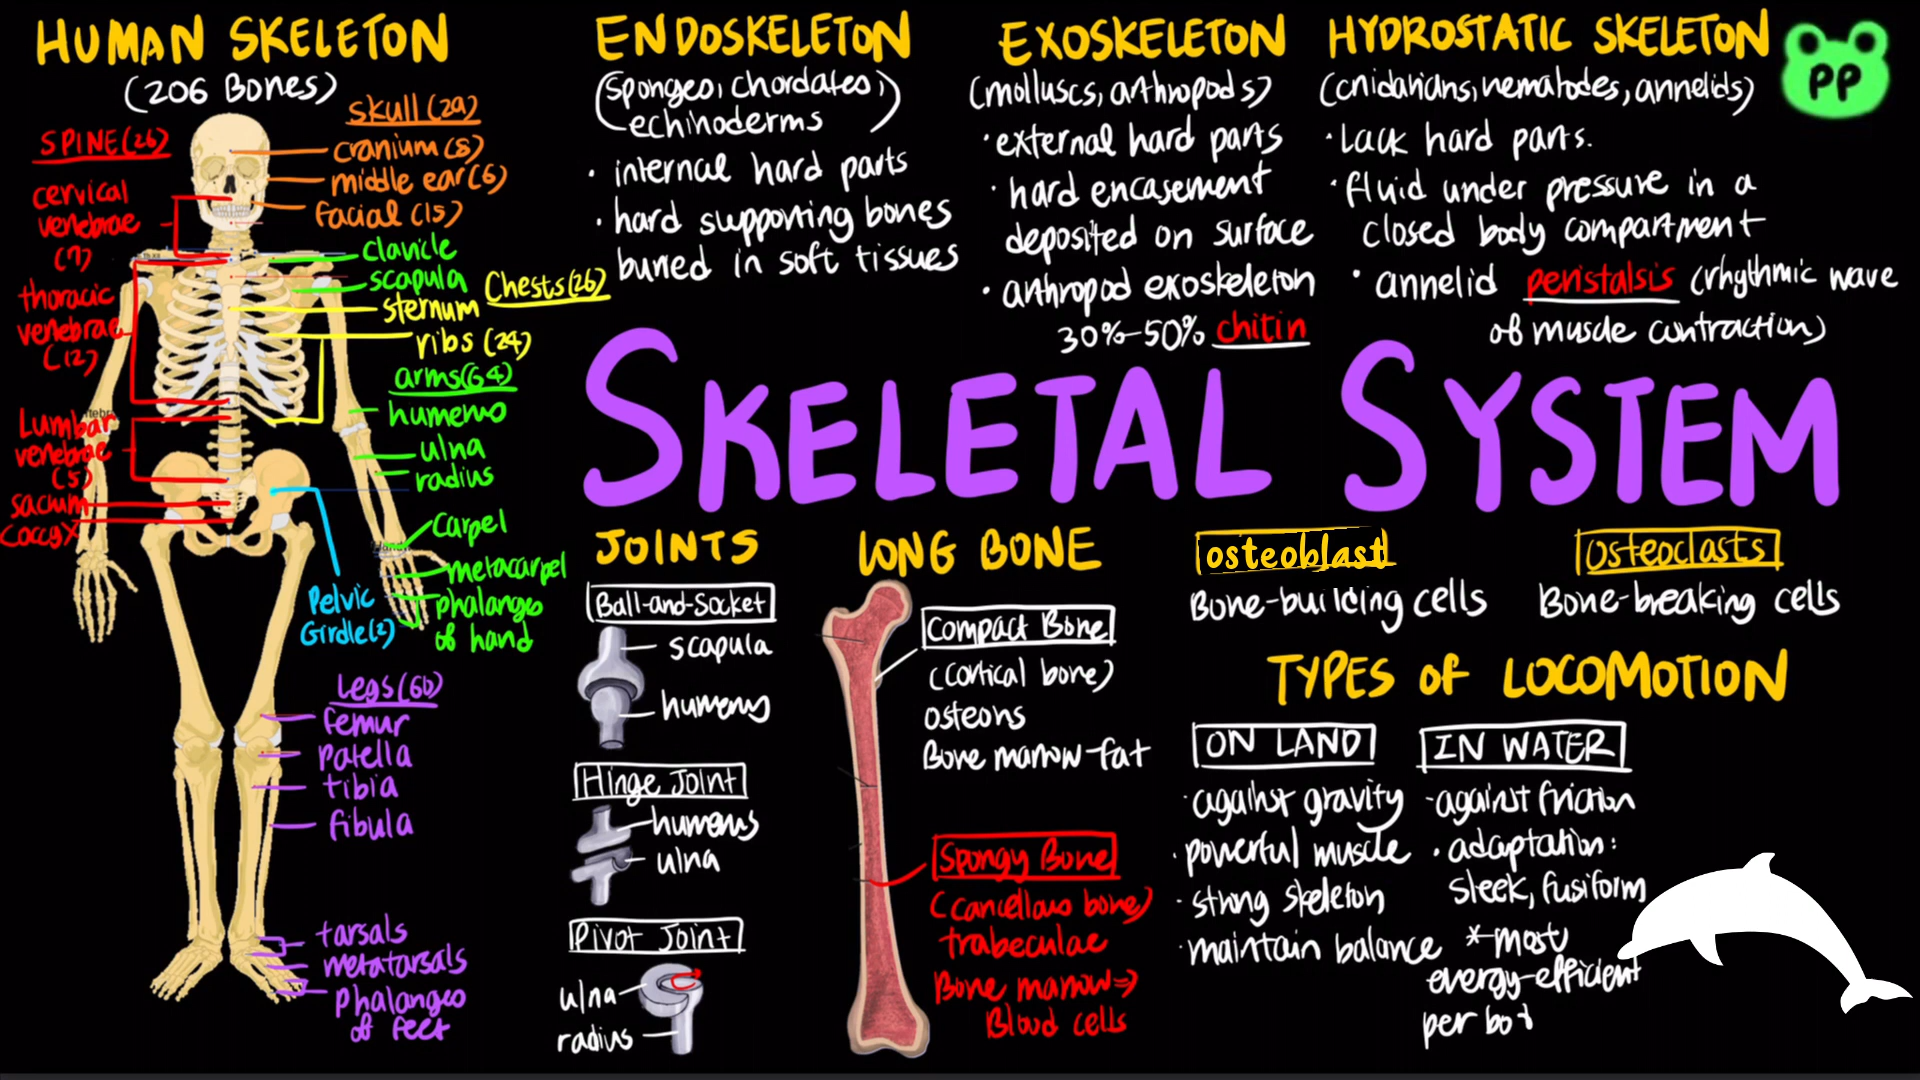 HUMAN SKELETON
(206 Bones)
SPINE(26)
cervical
vertebrae
(7)
thoracic
vertebrae
(12)
Lumbar
vertebrae
(5)
sacrum
Coccyx
skull (29)
cranium (8)
middle ear (6)
facial (15)
clavicle
scapula
sternum
Chests (26)
ribs (24)
arms (64)
humerus
ulna
radius
carpel
metacarpel
phalanges
of hand
Pelvic
Girdle (2)
Legs (60)
femur
patella
tibia
fibula
tarsals
metatarsals
phalanges
of feet
ENDOSKELETON
(sponges, chordates,)
echinoderms
· internal hard parts
· hard supporting bones
buried in soft tissues
EXOSKELETON
(molluscs, arthropods)
· external hard parts
· hard encasement
deposited on surface
· arthropod exoskeleton
30%-50% chitin
HYDROSTATIC SKELETON
(cnidarians, nematodes, annelids)
· Lack hard parts.
· fluid under pressure in a
closed body compartment
· annelid peristalsis (rhythmic wave
of muscle contraction)
PP
SKELETAL SYSTEM
JOINTS
Ball-and-Socket
scapula
humerus
Hinge Joint
humerus
ulna
Pivot Joint
ulna
radius
LONG BONE
Compact Bone
(cortical bone)
osteons
Bone marrow-fat
Spongy Bone
(cancellous bone)
trabeculae
Bone marrow⇒
Blood cells
osteoblast
Bone-building cells
osteoclasts
Bone-breaking cells
TYPES of LOCOMOTION
ON LAND
· against gravity
· powerful muscle
· strong skeleton
· maintain balance
IN WATER
· against friction
· adaptation:
sleek, fusiform
*most
energy-efficient
per